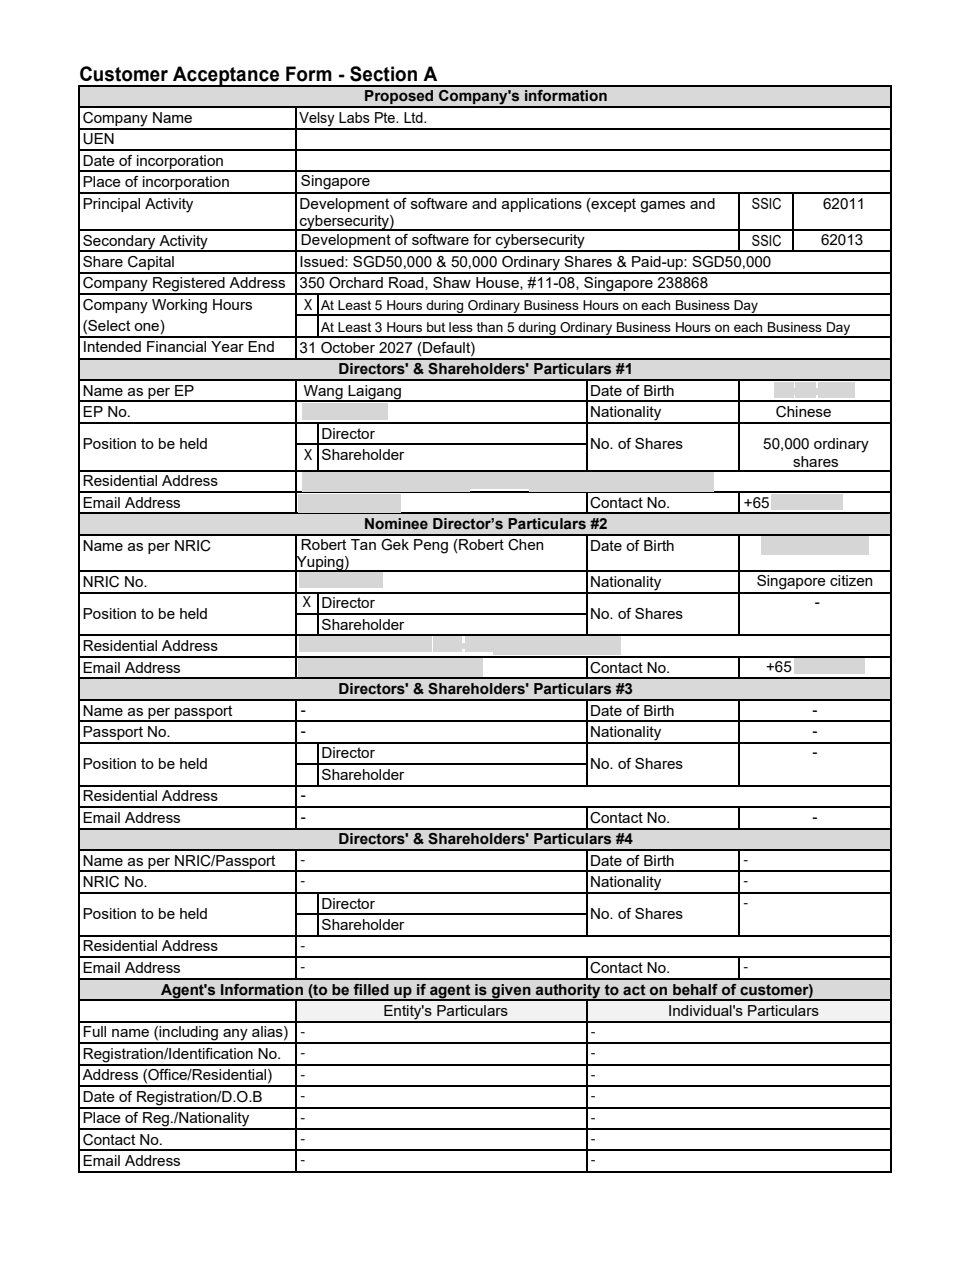 Customer Acceptance Form - Section A
Proposed Company's information
Company Name Velsy Labs Pte. Ltd.
UEN
Date of incorporation
Place of incorporation Singapore
Principal Activity Development of software and applications (except games and SSIC 62011
cybersecurity)
Secondary Activity Development of software for cybersecurity SSIC 62013
Share Capital Issued: SGD50,000 & 50,000 Ordinary Shares & Paid-up: SGD50,000
Company Registered Address 350 Orchard Road, Shaw House, #11-08, Singapore 238868
Company Working Hours X At Least 5 Hours during Ordinary Business Hours on each Business Day
(Select one) At Least 3 Hours but less than 5 during Ordinary Business Hours on each Business Day
Intended Financial Year End 31 October 2027 (Default)
Directors' & Shareholders' Particulars #1
Name as per EP Wang Laigang Date of Birth
EP No. Nationality Chinese
Director
Position to be held No. of Shares 50,000 ordinary
X Shareholder
shares
Residential Address
Email Address Contact No. +65
Nominee Director’s Particulars #2
Name as per NRIC Robert Tan Gek Peng (Robert Chen Date of Birth
Yuping)
NRIC No. Nationality Singapore citizen
X Director -
Position to be held No. of Shares
Shareholder
Residential Address
Email Address Contact No. +65
Directors' & Shareholders' Particulars #3
Name as per passport - Date of Birth -
Passport No. - Nationality -
Director -
Position to be held No. of Shares
Shareholder
Residential Address -
Email Address - Contact No. -
Directors' & Shareholders' Particulars #4
Name as per NRIC/Passport - Date of Birth -
NRIC No. - Nationality -
Director -
Position to be held No. of Shares
Shareholder
Residential Address -
Email Address - Contact No. -
Agent's Information (to be filled up if agent is given authority to act on behalf of customer)
Entity's Particulars Individual's Particulars
Full name (including any alias) - -
Registration/Identification No. - -
Address (Office/Residential) - -
Date of Registration/D.O.B - -
Place of Reg./Nationality - -
Contact No. - -
Email Address - -